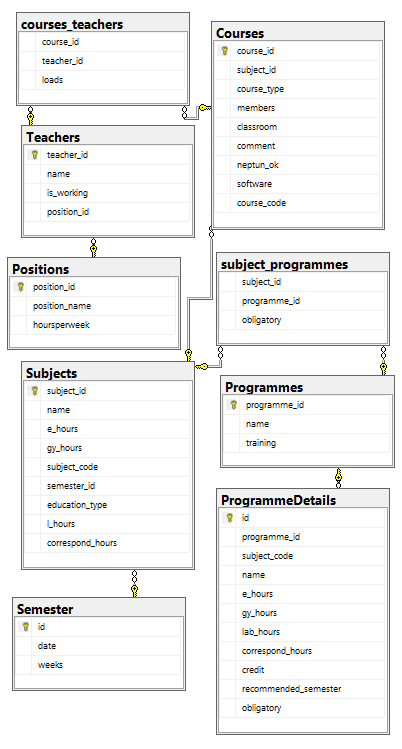 courses_teachers
course_id
teacher_id
loads
Courses
course_id
subject_id
course_type
members
classroom
comment
neptun_ok
software
course_code
Teachers
teacher_id
name
is_working
position_id
Positions
position_id
position_name
hoursperweek
subject_programmes
subject_id
programme_id
obligatory
Subjects
subject_id
name
e_hours
gy_hours
subject_code
semester_id
education_type
l_hours
correspond_hours
Programmes
programme_id
name
training
ProgrammeDetails
id
programme_id
subject_code
name
e_hours
gy_hours
lab_hours
correspond_hours
credit
recommended_semester
obligatory
Semester
id
date
weeks